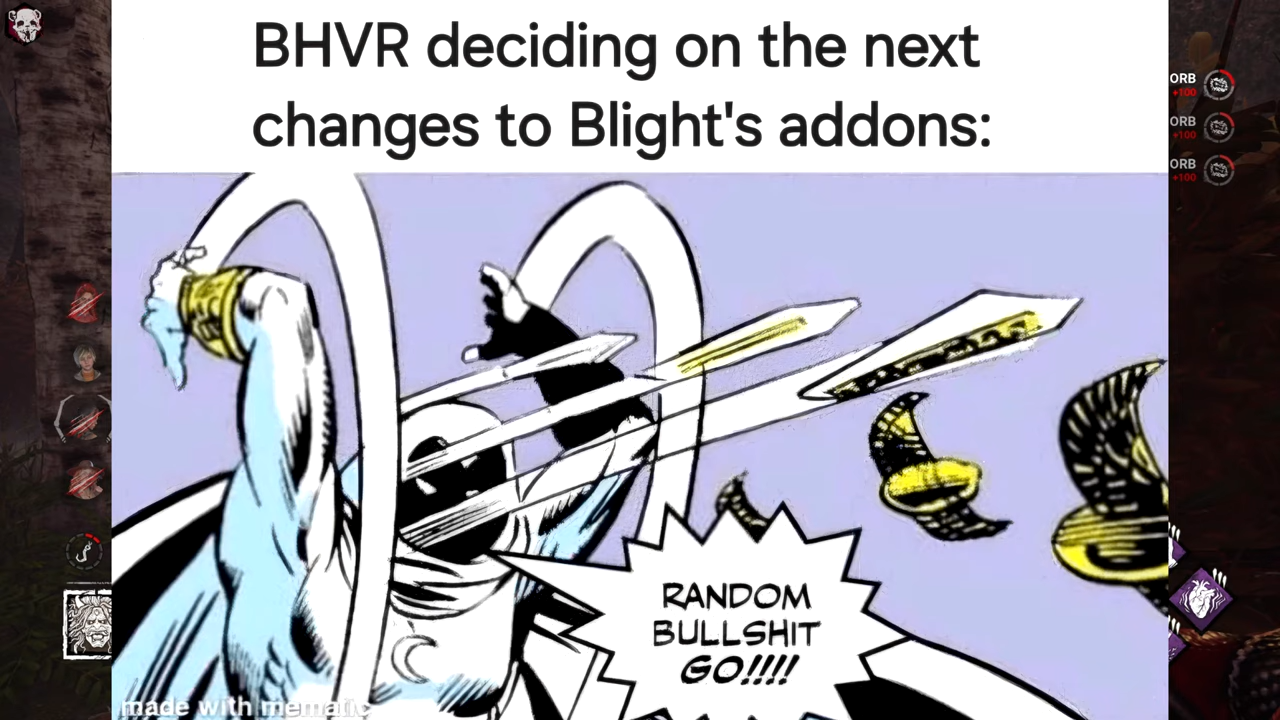 BHVR deciding on the next
changes to Blight's addons:
ORB
+100
ORB
+100
ORB
+100
RANDOM
BULLSHIT
GO!!!!
made with mematic